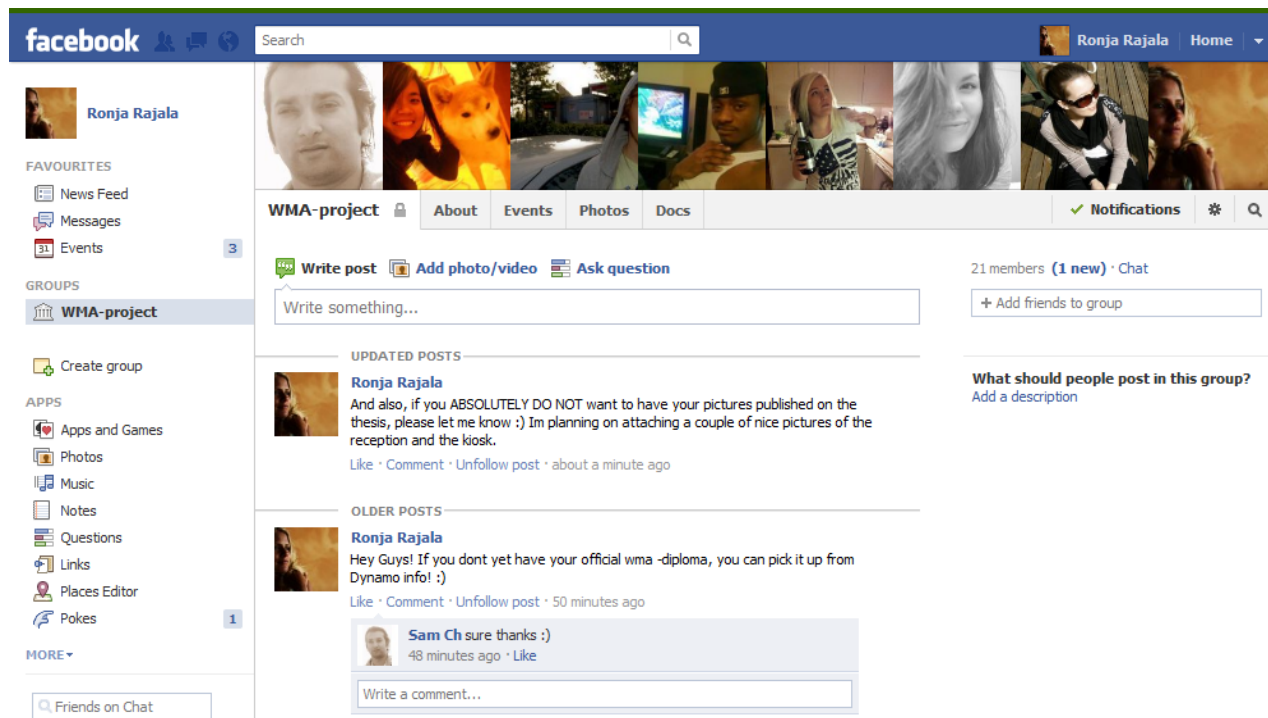 facebook
Search
Ronja Rajala
Home
Ronja Rajala
FAVOURITES
News Feed
Messages
31 Events 3
GROUPS
WMA-project
Create group
APPS
Apps and Games
Photos
Music
Notes
Questions
Links
Places Editor
Pokes 1
MORE
Friends on Chat
WMA-project
About
Events
Photos
Docs
Notifications
Write post
Add photo/video
Ask question
Write something...
UPDATED POSTS
Ronja Rajala
And also, if you ABSOLUTELY DO NOT want to have your pictures published on the
thesis, please let me know :) Im planning on attaching a couple of nice pictures of the
reception and the kiosk.
Like · Comment · Unfollow post · about a minute ago
OLDER POSTS
Ronja Rajala
Hey Guys! If you dont yet have your official wma -diploma, you can pick it up from
Dynamo info! :)
Like · Comment · Unfollow post · 50 minutes ago
Sam Ch sure thanks :)
48 minutes ago · Like
Write a comment...
21 members (1 new) · Chat
+ Add friends to group
What should people post in this group?
Add a description